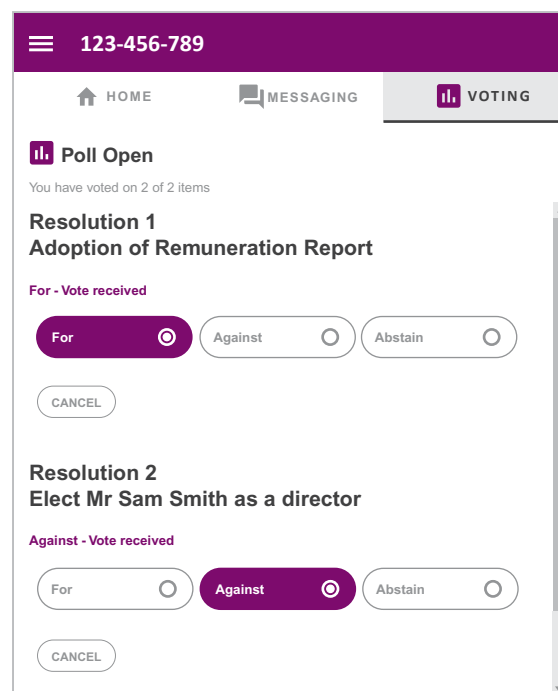 123-456-789
HOME MESSAGING VOTING
Poll Open
You have voted on 2 of 2 items
Resolution 1
Adoption of Remuneration Report
For - Vote received
For Against Abstain
CANCEL
Resolution 2
Elect Mr Sam Smith as a director
Against - Vote received
For Against Abstain
CANCEL